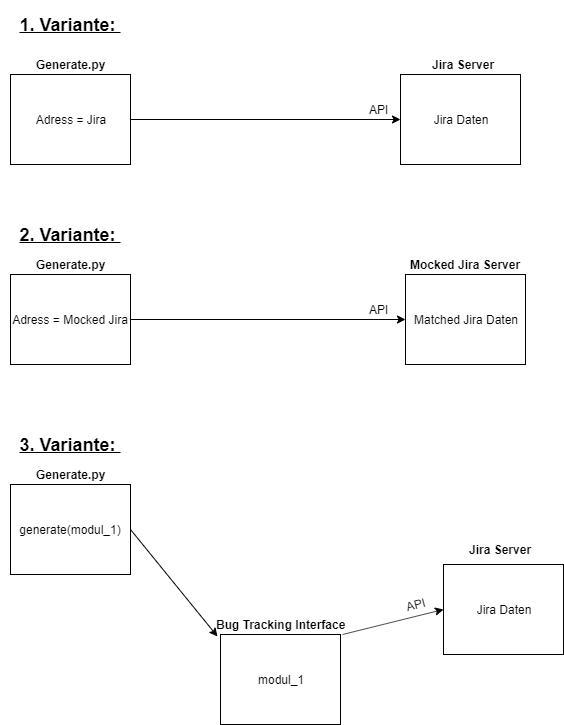 1. Variante:
Generate.py
Jira Server
Adress = Jira
API
Jira Daten
2. Variante:
Generate.py
Mocked Jira Server
Adress = Mocked Jira
API
Matched Jira Daten
3. Variante:
Generate.py
generate(modul_1)
Jira Server
API
Jira Daten
Bug Tracking Interface
modul_1